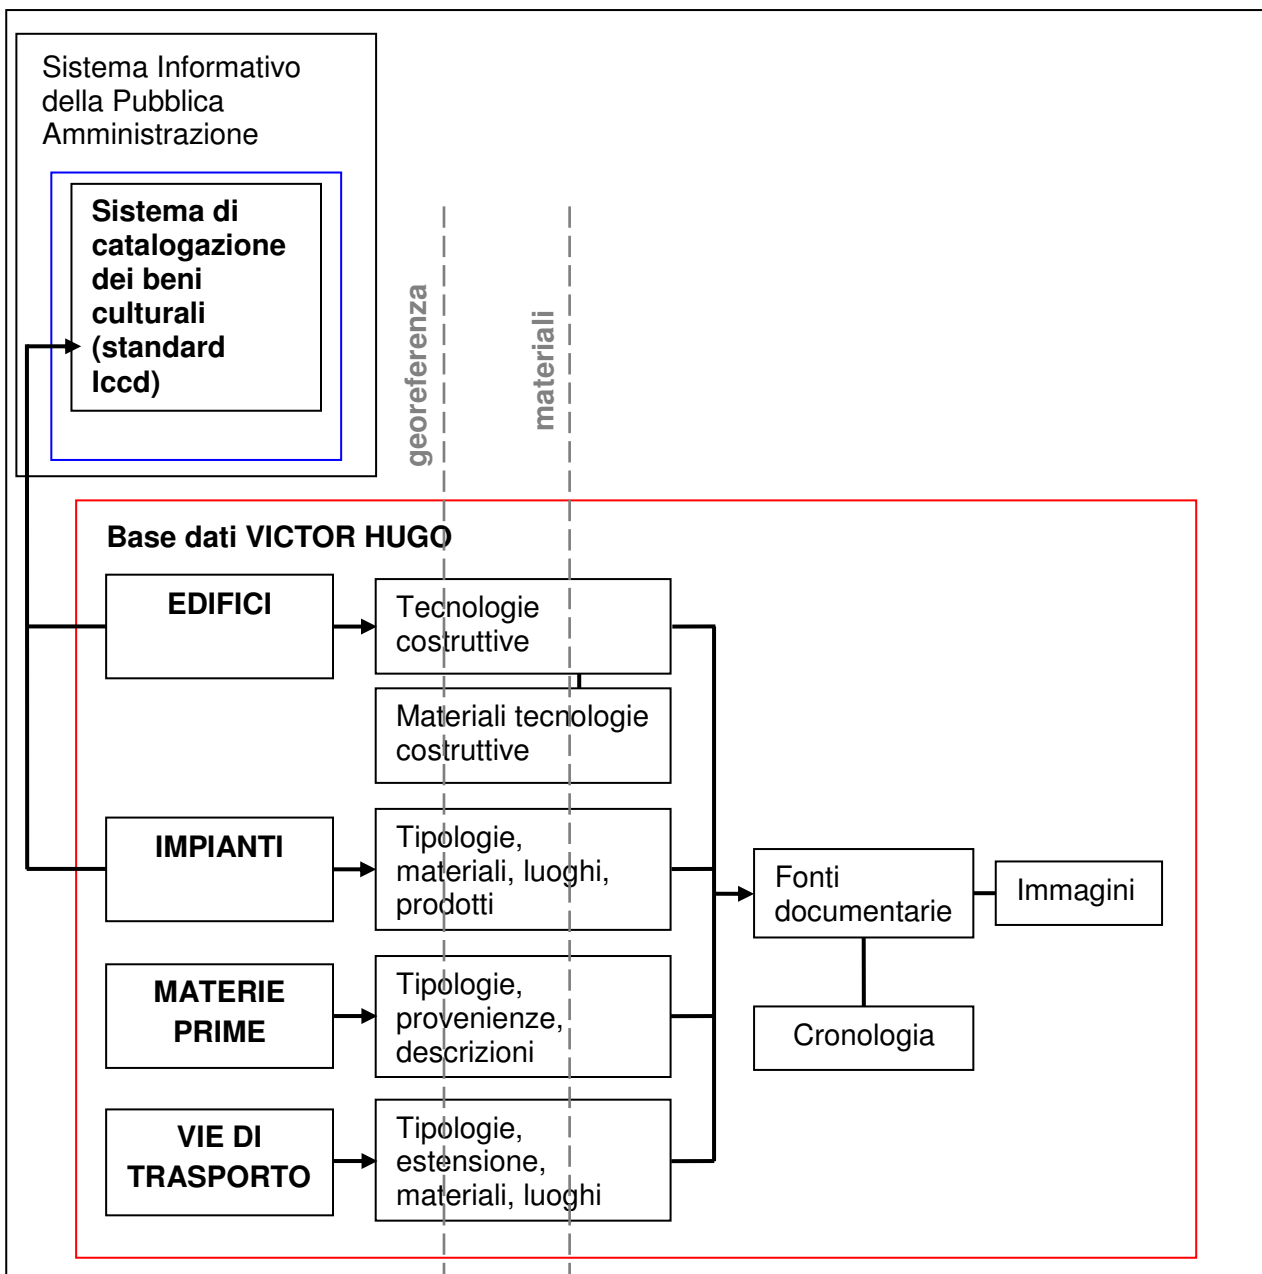 Sistema Informativo
della Pubblica
Amministrazione
Sistema di
catalogazione
dei beni
culturali
(standard
Iccd)
georeferenza
materiali
Base dati VICTOR HUGO
EDIFICI
Tecnologie
costruttive
Materiali tecnologie
costruttive
IMPIANTI
Tipologie,
materiali, luoghi,
prodotti
Fonti
documentarie
Immagini
MATERIE
PRIME
Tipologie,
provenienze,
descrizioni
Cronologia
VIE DI
TRASPORTO
Tipologie,
estensione,
materiali, luoghi